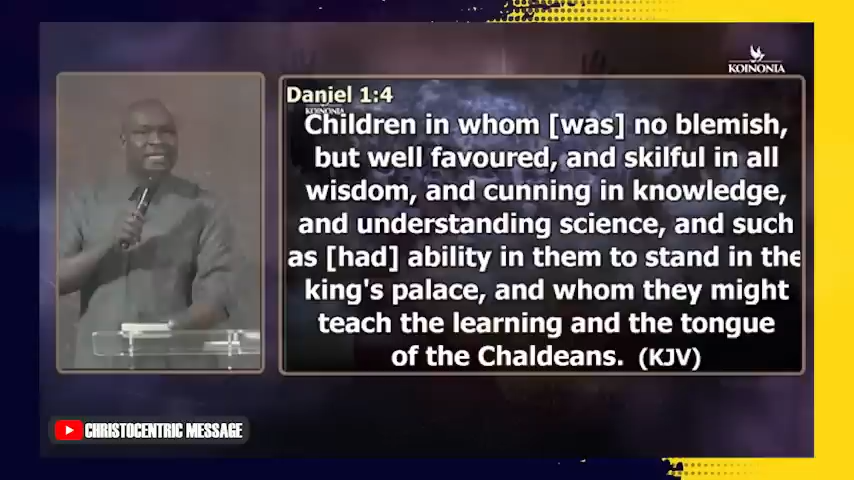 KOINONIA
Daniel 1:4
KOINONIA
Children in whom [was] no blemish,
but well favoured, and skilful in all
wisdom, and cunning in knowledge,
and understanding science, and such
as [had] ability in them to stand in the
king's palace, and whom they might
teach the learning and the tongue
of the Chaldeans. (KJV)
CHRISTOCENTRIC MESSAGE